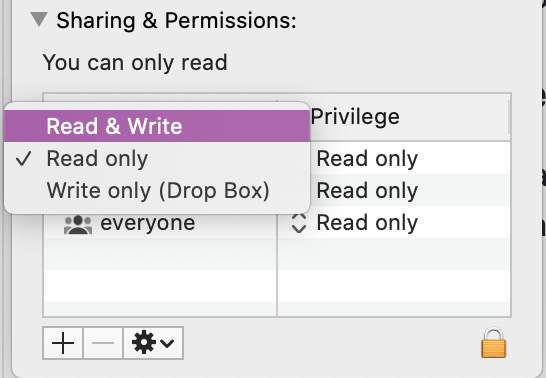 Sharing & Permissions:
You can only read
Privilege
Read & Write
Read only
Write only (Drop Box)
Read only
Read only
everyone
Read only